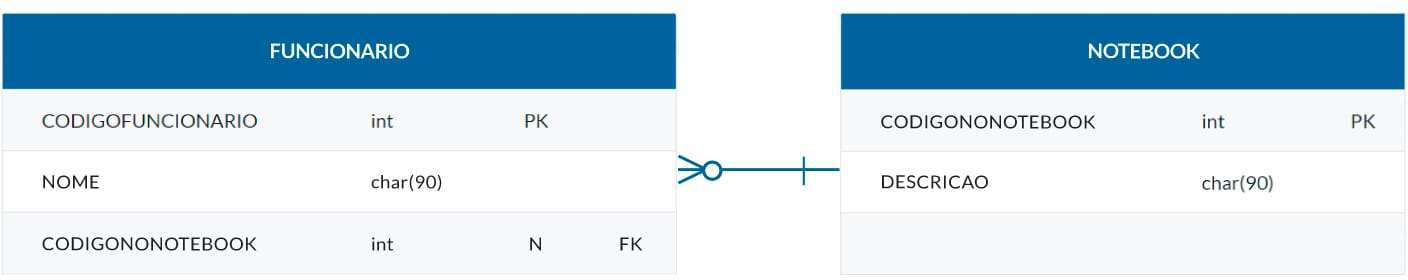 FUNCIONARIO
CODIGOFUNCIONARIO int PK
NOME char(90)
CODIGONONOTEBOOK int N FK
NOTEBOOK
CODIGONONOTEBOOK int PK
DESCRICAO char(90)